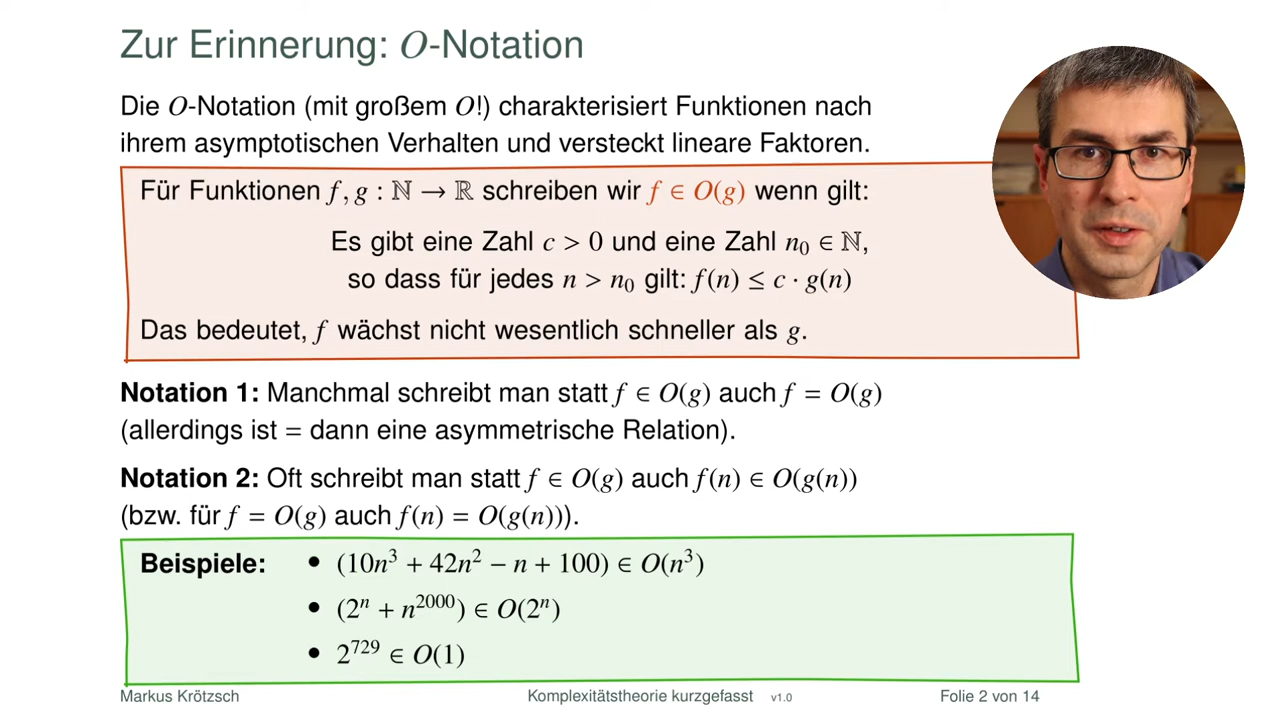 Zur Erinnerung: O-Notation
Die O-Notation (mit großem O!) charakterisiert Funktionen nach
ihrem asymptotischen Verhalten und versteckt lineare Faktoren.
Für Funktionen f, g : ℕ → ℝ schreiben wir f ∈ O(g) wenn gilt:
Es gibt eine Zahl c > 0 und eine Zahl n₀ ∈ ℕ,
so dass für jedes n > n₀ gilt: f(n) ≤ c · g(n)
Das bedeutet, f wächst nicht wesentlich schneller als g.
Notation 1: Manchmal schreibt man statt f ∈ O(g) auch f = O(g)
(allerdings ist = dann eine asymmetrische Relation).
Notation 2: Oft schreibt man statt f ∈ O(g) auch f(n) ∈ O(g(n))
(bzw. für f = O(g) auch f(n) = O(g(n))).
Beispiele: • (10n³ + 42n² − n + 100) ∈ O(n³)
• (2ⁿ + n²⁰⁰⁰) ∈ O(2ⁿ)
• 2⁷²⁹ ∈ O(1)
Markus Krötzsch Komplexitätstheorie kurzgefasst v1.0 Folie 2 von 14